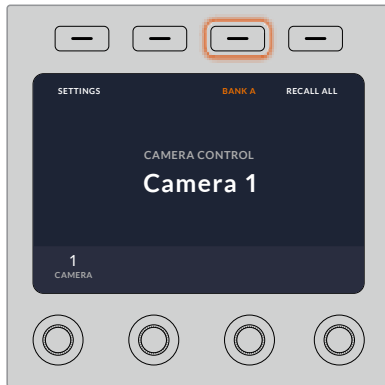 SETTINGS BANK A RECALL ALL
CAMERA CONTROL
Camera 1
1
CAMERA